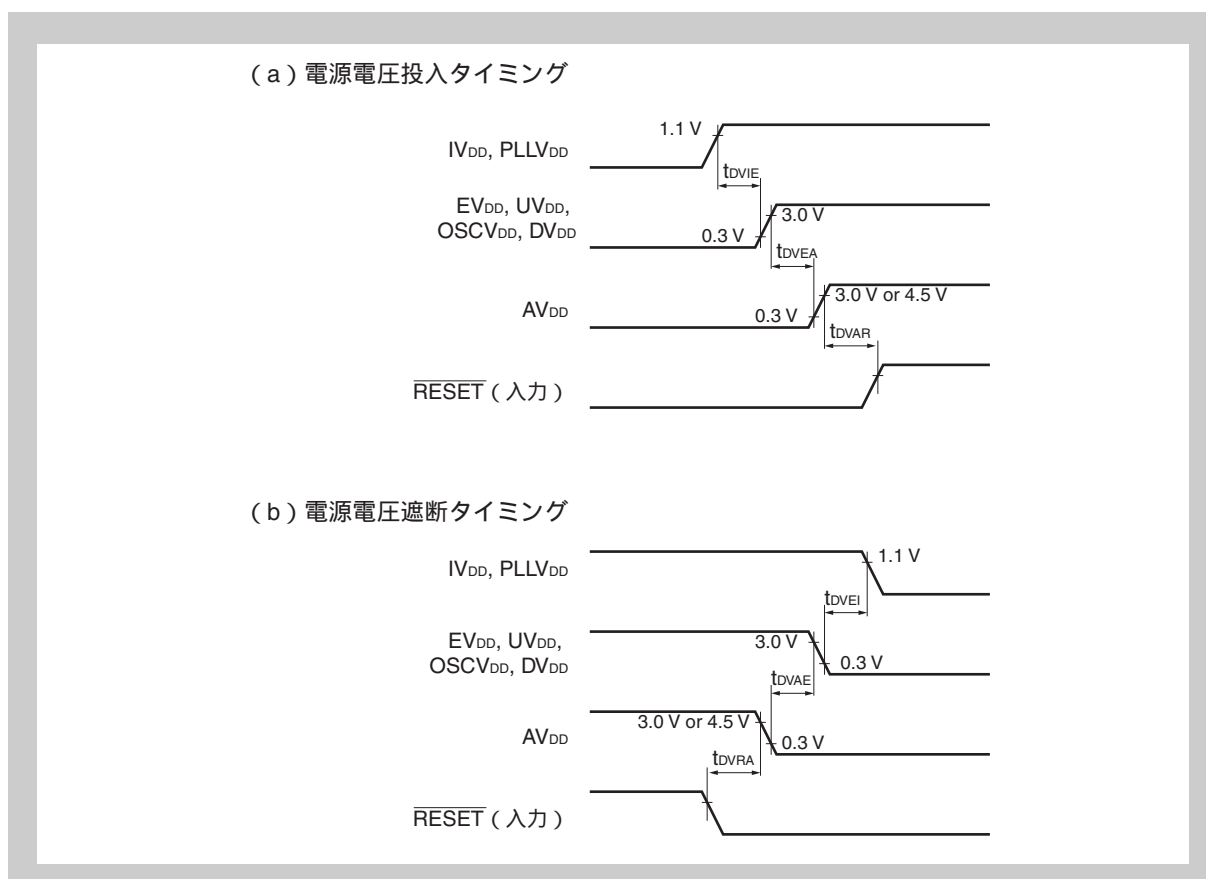 (a)電源電圧投入タイミング
1.1 V
IVDD, PLLVDD
tDVIE
EVDD, UVDD,
OSCVDD, DVDD
3.0 V
0.3 V
tDVEA
AVDD
3.0 V or 4.5 V
0.3 V
tDVAR
RESET(入力)
(b)電源電圧遮断タイミング
IVDD, PLLVDD
1.1 V
tDVEI
EVDD, UVDD,
OSCVDD, DVDD
3.0 V
0.3 V
tDVAE
AVDD
3.0 V or 4.5 V
0.3 V
tDVRA
RESET(入力)